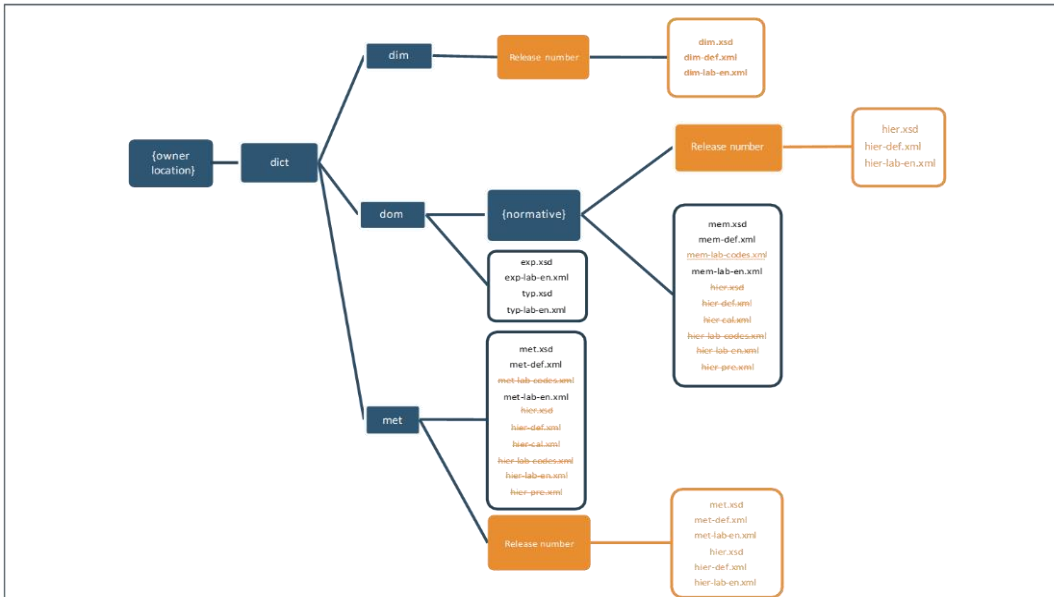 {owner
location}
dict
dim
Release number
dim.xsd
dim-def.xml
dim-lab-en.xml
dom
{normative}
Release number
hier.xsd
hier-def.xml
hier-lab-en.xml
mem.xsd
mem-def.xml
mem-lab-codes.xml
mem-lab-en.xml
hier.xsd
hier-def.xml
hier-cal.xml
hier-lab-codes.xml
hier-lab-en.xml
hier-pre.xml
exp.xsd
exp-lab-en.xml
typ.xsd
typ-lab-en.xml
met
met.xsd
met-def.xml
met-lab-codes.xml
met-lab-en.xml
hier.xsd
hier-def.xml
hier-cal.xml
hier-lab-codes.xml
hier-lab-en.xml
hier-pre.xml
Release number
met.xsd
met-def.xml
met-lab-en.xml
hier.xsd
hier-def.xml
hier-lab-en.xml